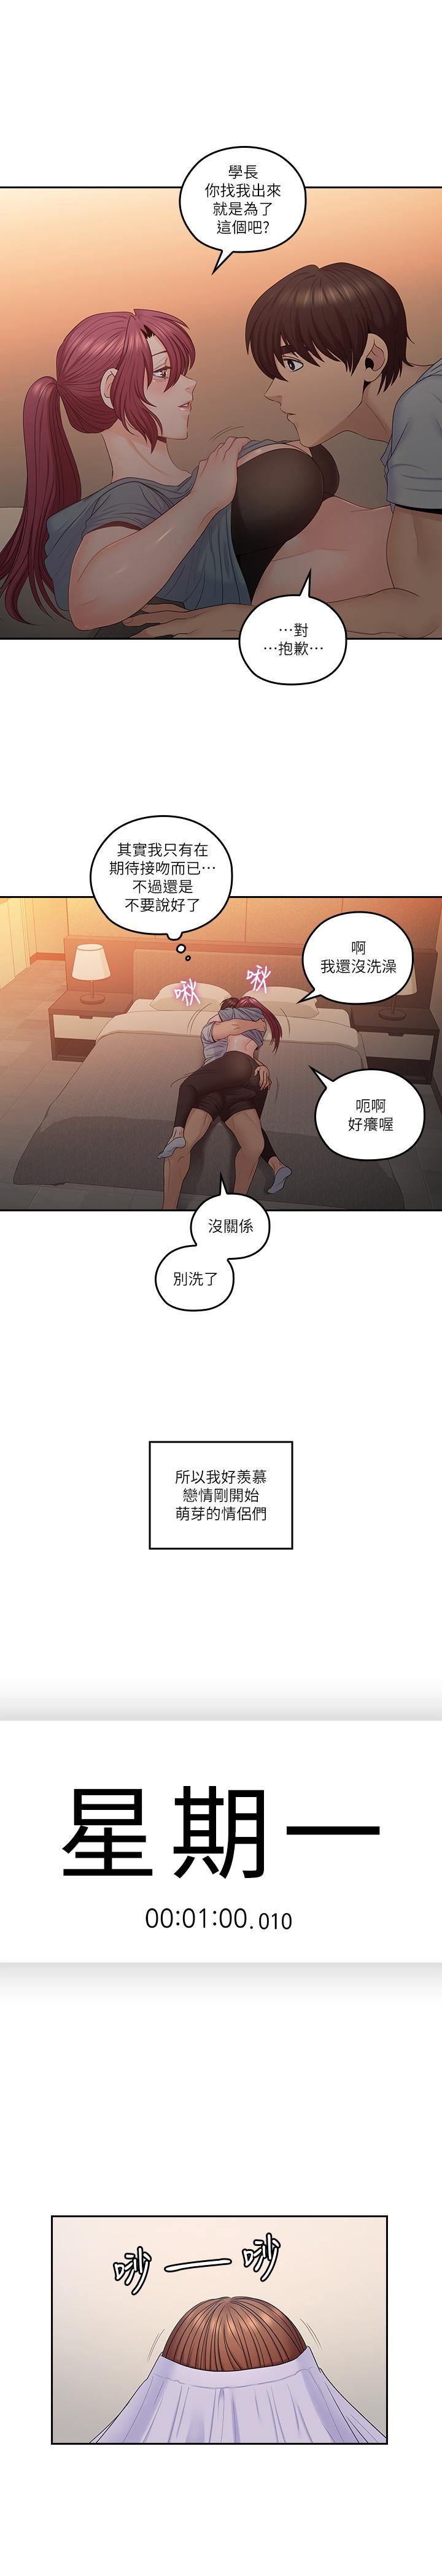 學長
你找我出來
就是為了
這個吧?
…對
…抱歉…
其實我只有在
期待接吻而已…
不過還是
不要說好了
啊
我還沒洗澡
啾
啾
呃啊
好癢喔
沒關係
別洗了
所以我好羨慕
戀情剛開始
萌芽的情侶們
星期一
00:01:00.010
唦一唦